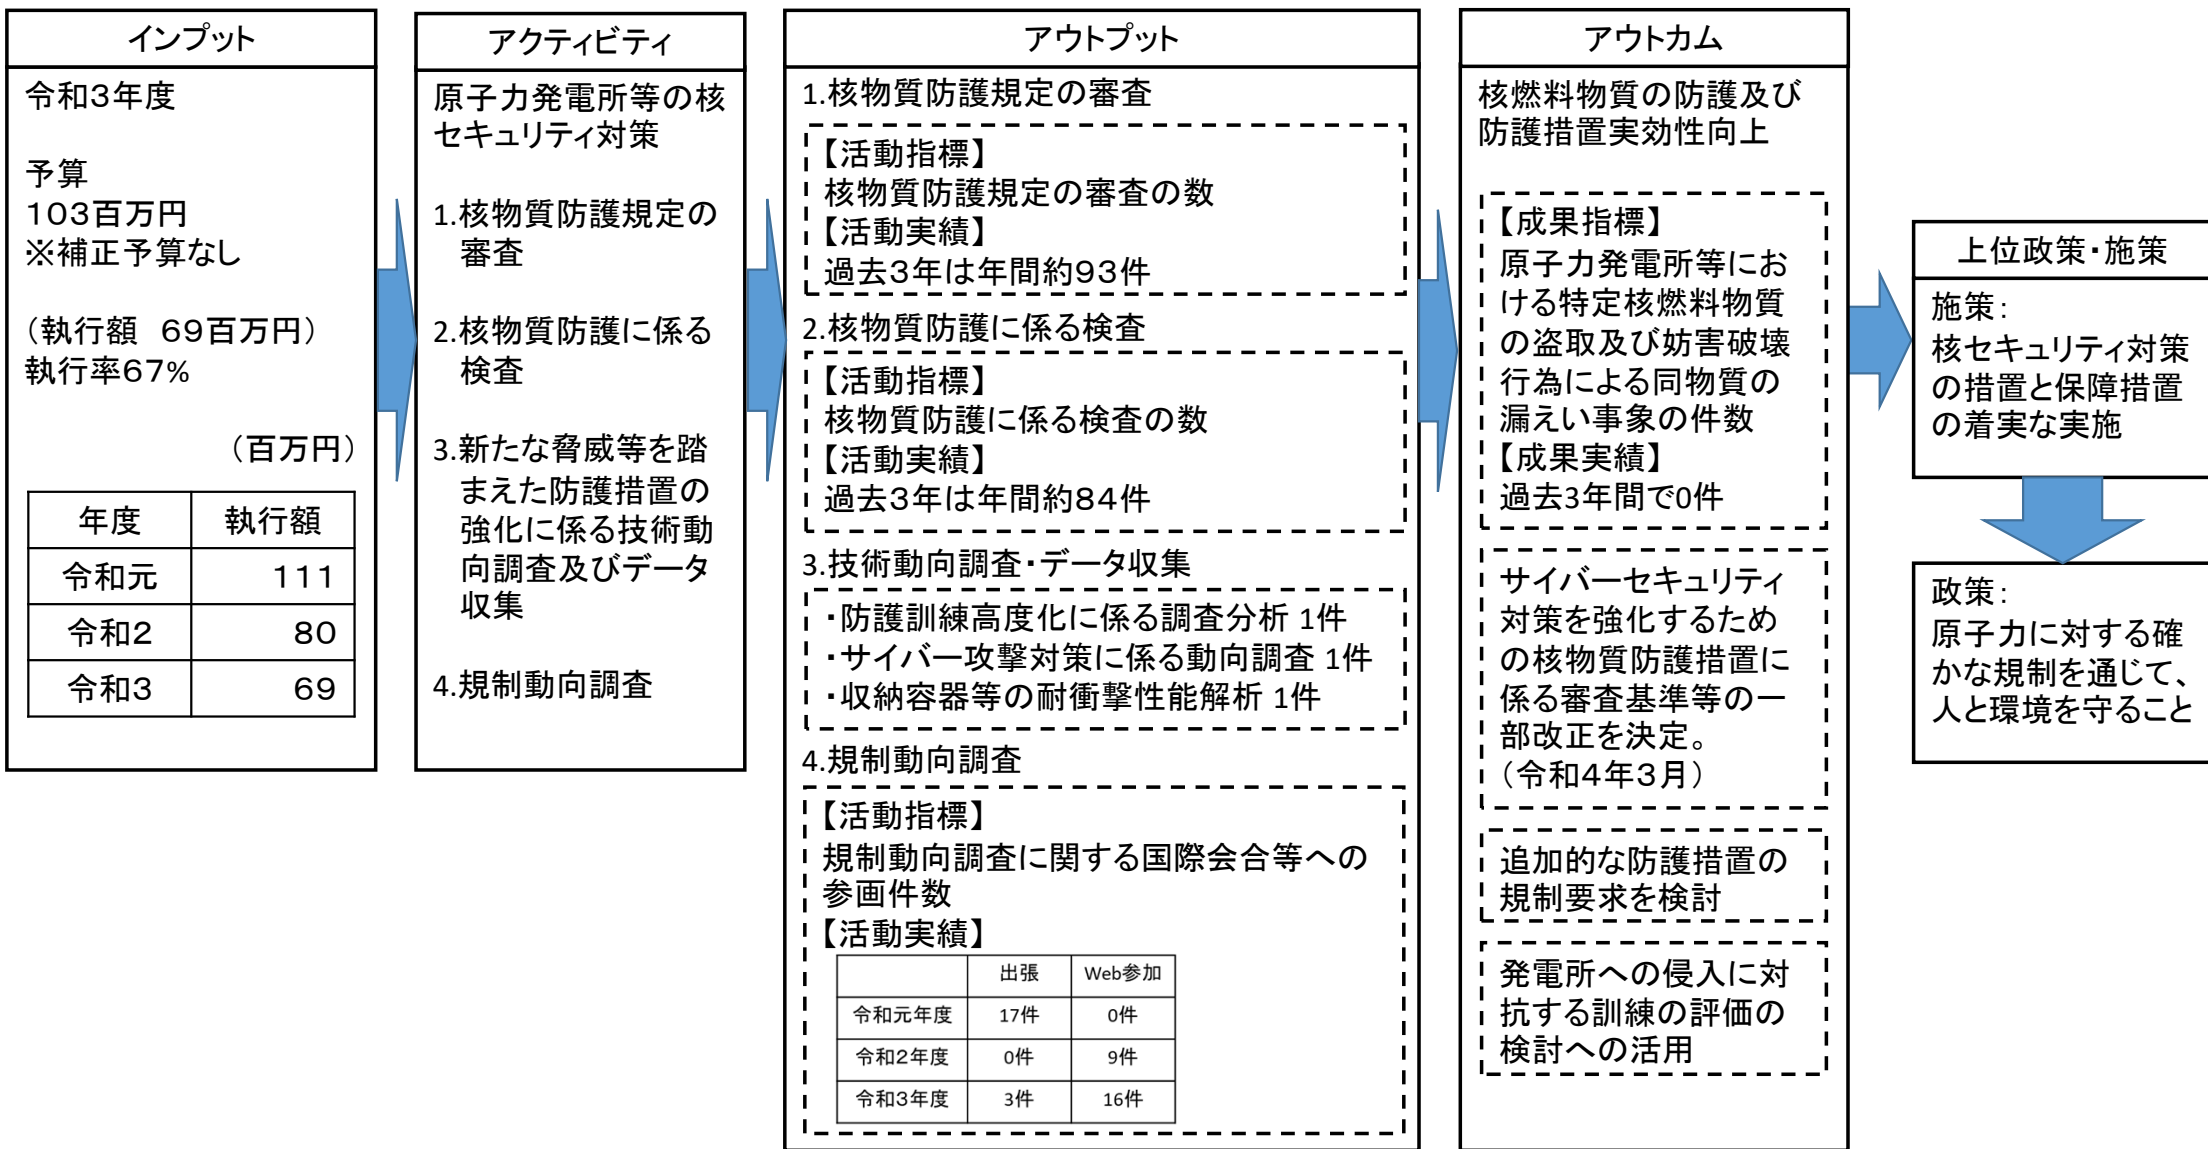 インプット
令和3年度
予算
103百万円
※補正予算なし
(執行額 69百万円)
執行率67%
(百万円)
年度 執行額
令和元 111
令和2 80
令和3 69
アクティビティ
原子力発電所等の核
セキュリティ対策
1.核物質防護規定の
審査
2.核物質防護に係る
検査
3.新たな脅威等を踏
まえた防護措置の
強化に係る技術動
向調査及びデータ
収集
4.規制動向調査
アウトプット
1.核物質防護規定の審査
【活動指標】
核物質防護規定の審査の数
【活動実績】
過去3年は年間約93件
2.核物質防護に係る検査
【活動指標】
核物質防護に係る検査の数
【活動実績】
過去3年は年間約84件
3.技術動向調査・データ収集
・防護訓練高度化に係る調査分析 1件
・サイバー攻撃対策に係る動向調査 1件
・収納容器等の耐衝撃性能解析 1件
4.規制動向調査
【活動指標】
規制動向調査に関する国際会合等への
参画件数
【活動実績】
出張 Web参加
令和元年度 17件 0件
令和2年度 0件 9件
令和3年度 3件 16件
アウトカム
核燃料物質の防護及び
防護措置実効性向上
【成果指標】
原子力発電所等にお
ける特定核燃料物質
の盗取及び妨害破壊
行為による同物質の
漏えい事象の件数
【成果実績】
過去3年間で0件
サイバーセキュリティ
対策を強化するため
の核物質防護措置に
係る審査基準等の一
部改正を決定。
(令和4年3月)
追加的な防護措置の
規制要求を検討
発電所への侵入に対
抗する訓練の評価の
検討への活用
上位政策・施策
施策:
核セキュリティ対策
の措置と保障措置
の着実な実施
政策:
原子力に対する確
かな規制を通じて、
人と環境を守ること